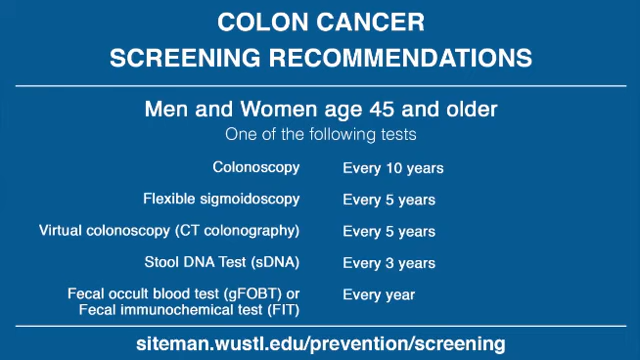 COLON CANCER
SCREENING RECOMMENDATIONS
Men and Women age 45 and older
One of the following tests
Colonoscopy Every 10 years
Flexible sigmoidoscopy Every 5 years
Virtual colonoscopy (CT colonography) Every 5 years
Stool DNA Test (sDNA) Every 3 years
Fecal occult blood test (gFOBT) or Every year
Fecal immunochemical test (FIT)
siteman.wustl.edu/prevention/screening